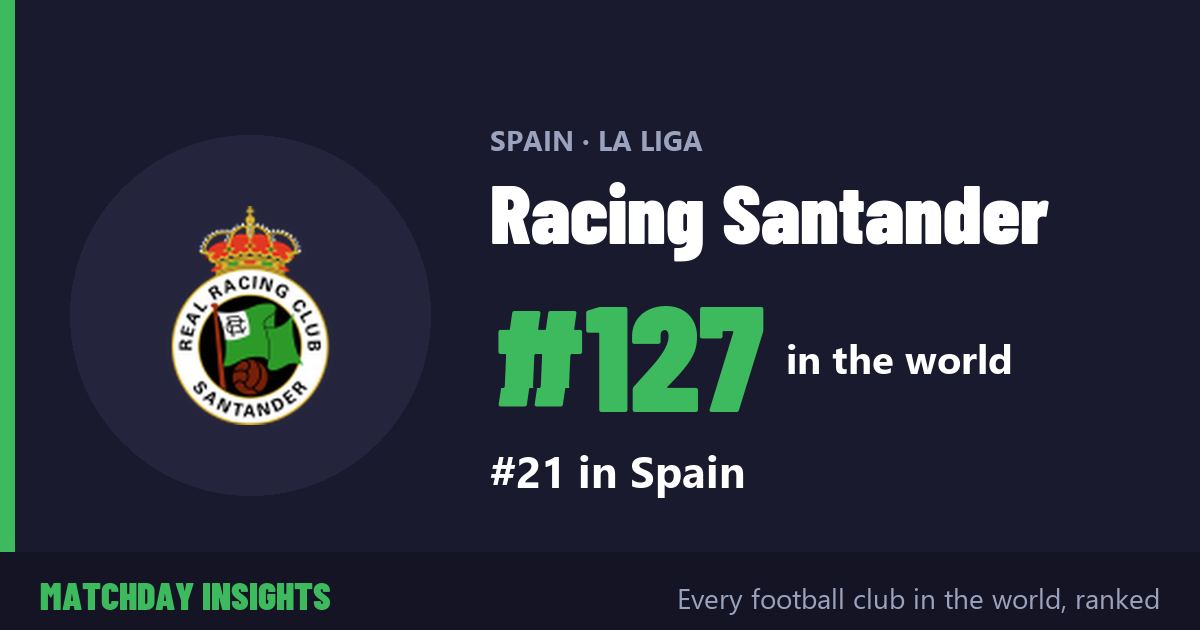 SPAIN · LA LIGA
Racing Santander
#127 in the world
#21 in Spain
REAL RACING CLUB
SANTANDER
MATCHDAY INSIGHTS
Every football club in the world, ranked